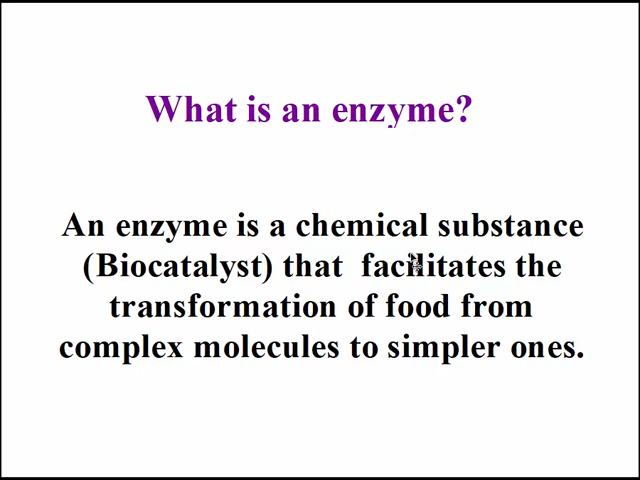 What is an enzyme?
An enzyme is a chemical substance
(Biocatalyst) that facilitates the
transformation of food from
complex molecules to simpler ones.